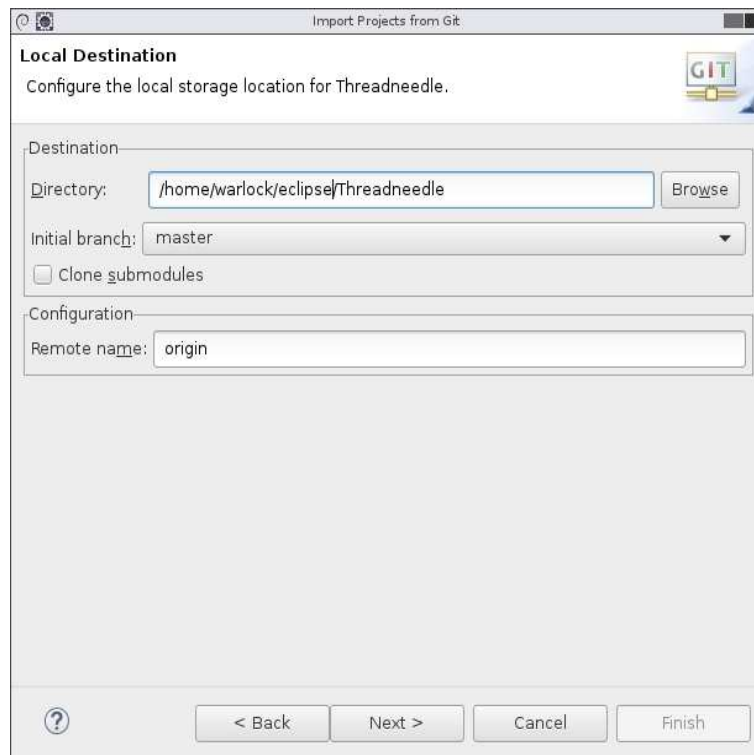 Import Projects from Git
Local Destination
Configure the local storage location for Threadneedle.
GIT
Destination
Directory: /home/warlock/eclipse/Threadneedle Browse
Initial branch: master
Clone submodules
Configuration
Remote name: origin
? < Back Next > Cancel Finish